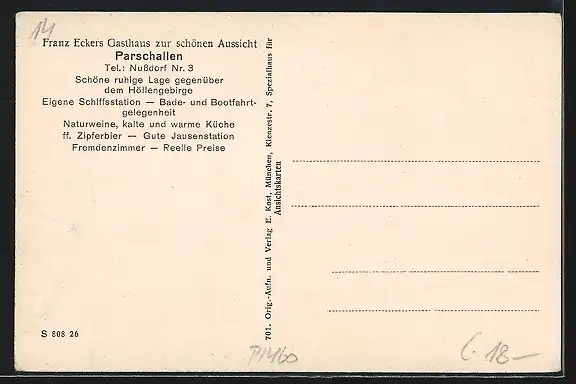 14
Franz Eckers Gasthaus zur schönen Aussicht
Parschallen
Tel.: Nußdorf Nr. 3
Schöne ruhige Lage gegenüber
dem Höllengebirge
Eigene Schiffsstation — Bade- und Bootfahrt-
gelegenheit
Naturweine, kalte und warme Küche
ff. Zipferbier — Gute Jausenstation
Fremdenzimmer — Reelle Preise
701. Orig.-Aufn. und Verlag E. Kost, München, Klenzestr. 7, Spezialhaus für
Ansichtskarten
S 808 26
P1460
18—